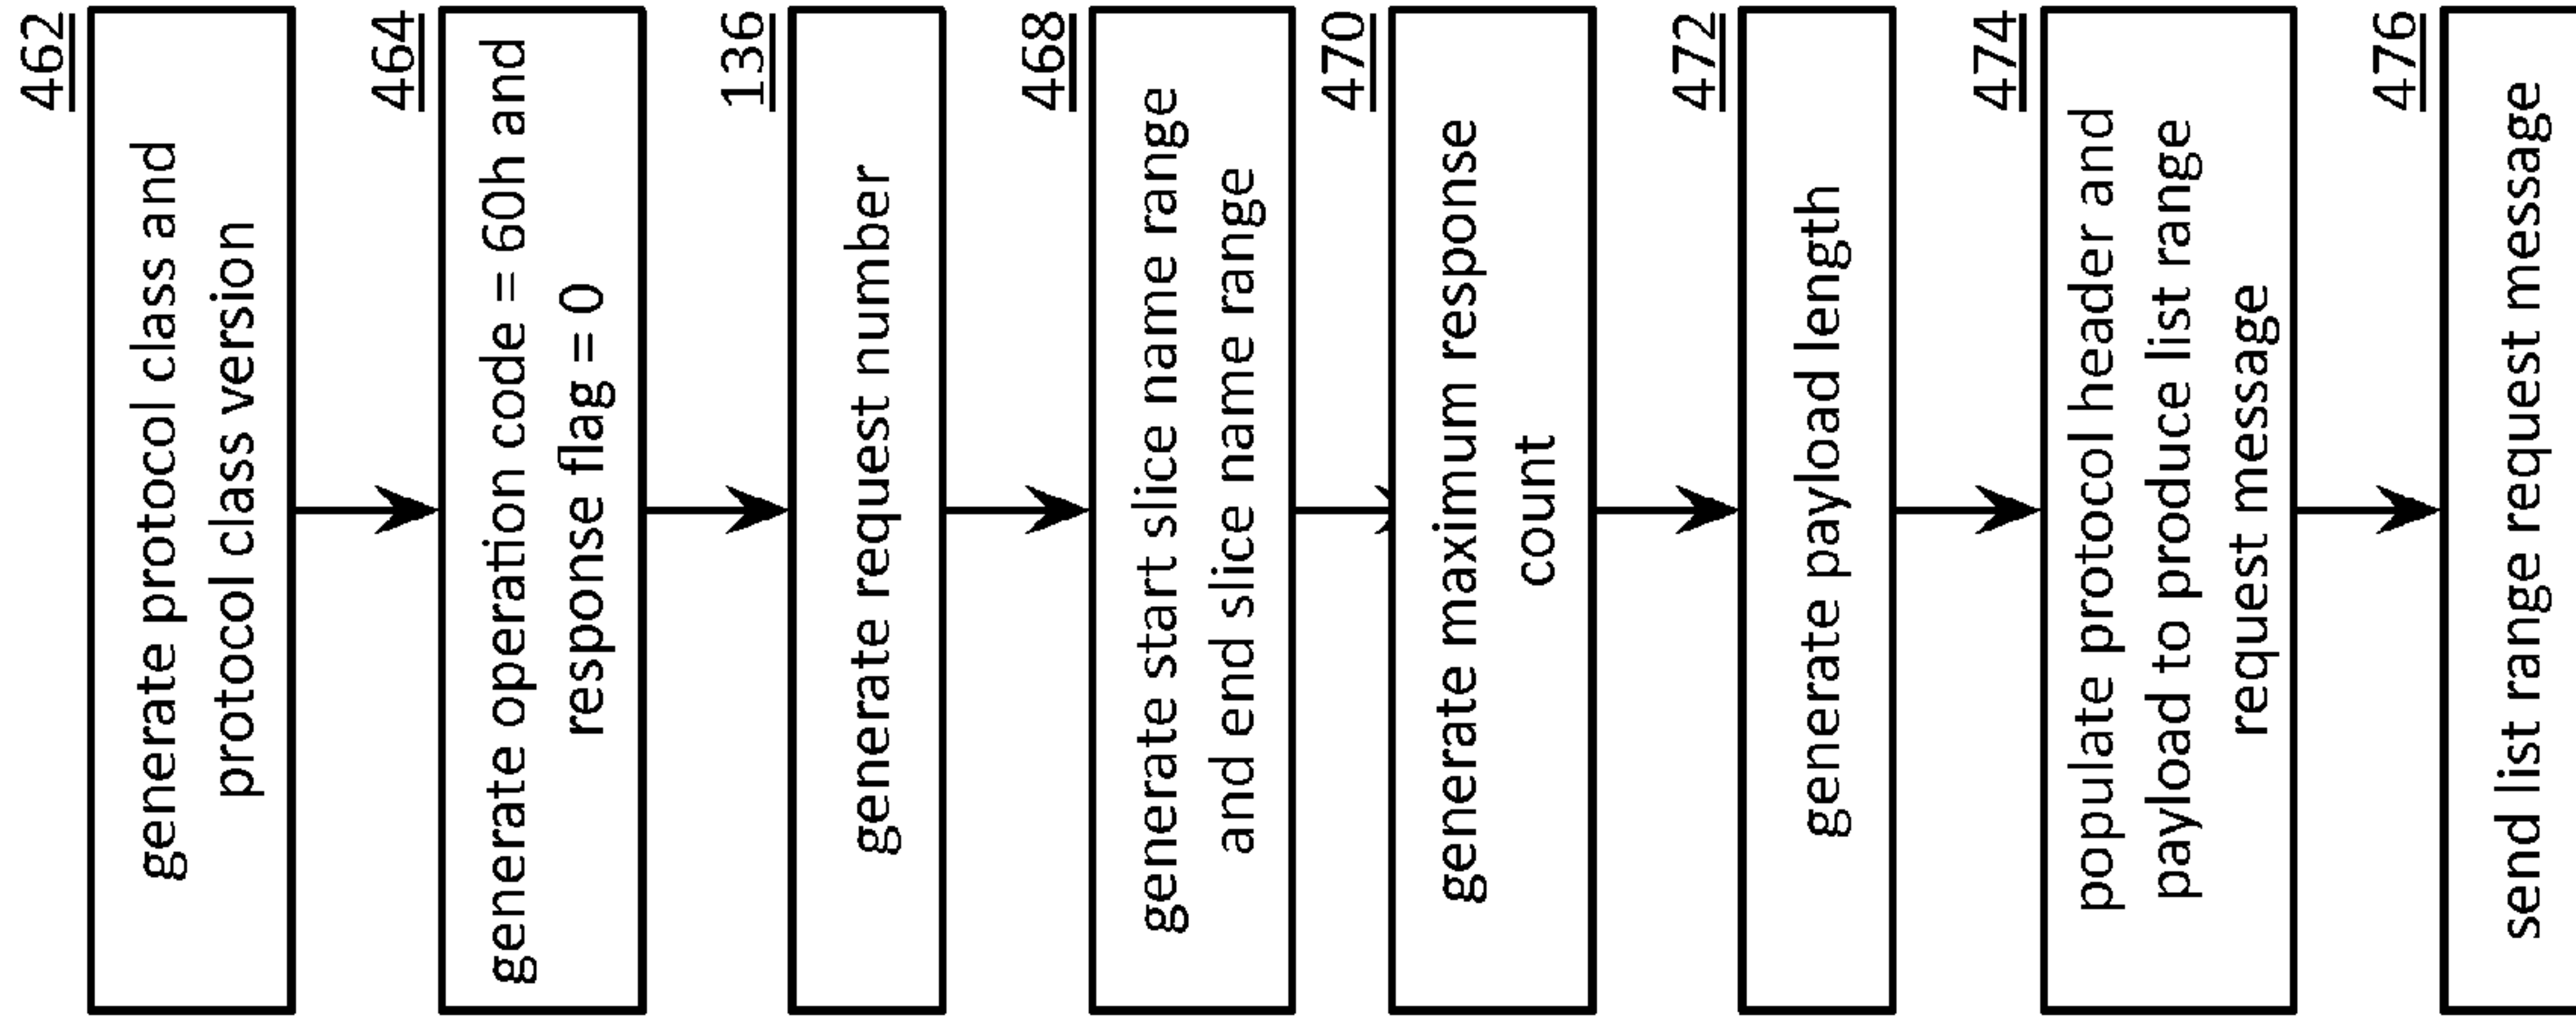 462
generate protocol class and
protocol class version
464
generate operation code = 60h and
response flag = 0
136
generate request number
468
generate start slice name range
and end slice name range
470
generate maximum response
count
472
generate payload length
474
populate protocol header and
payload to produce list range
request message
476
send list range request message